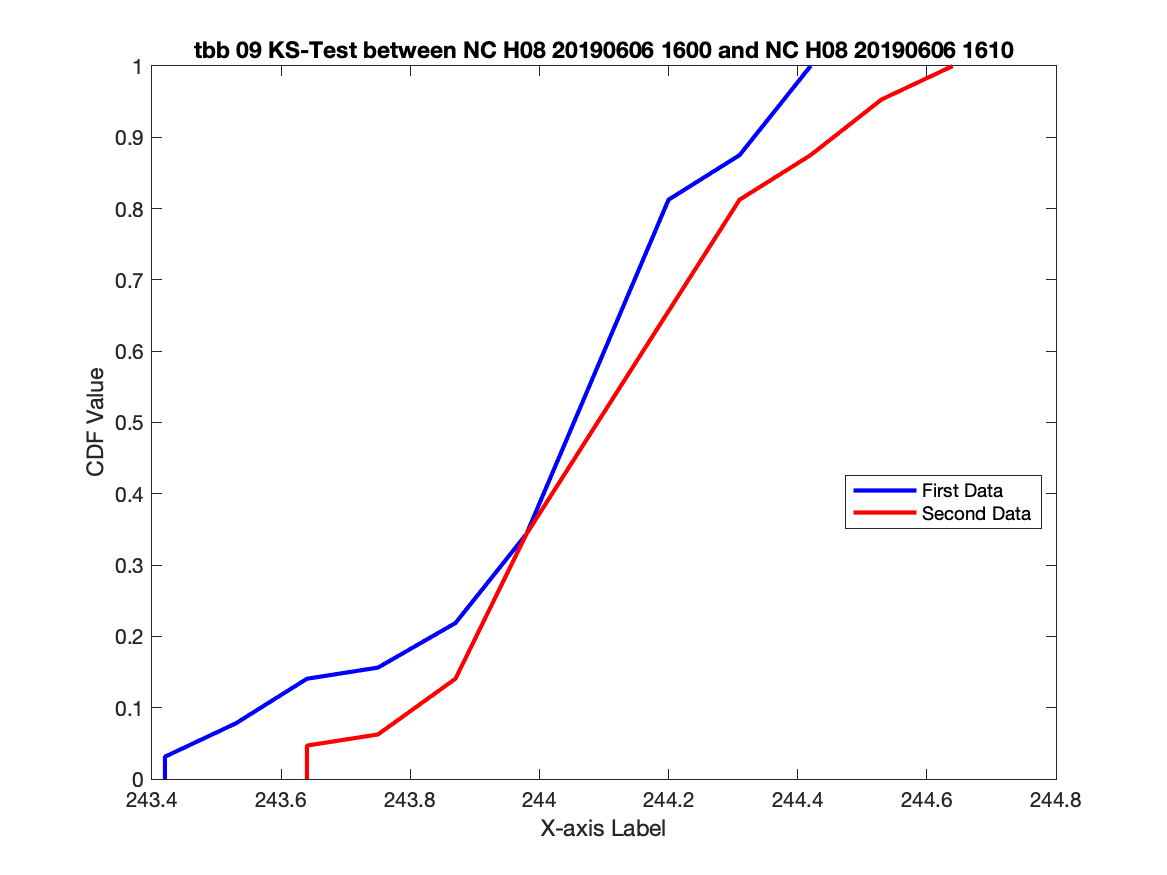 tbb 09 KS-Test between NC H08 20190606 1600 and NC H08 20190606 1610
1
0.9
0.8
0.7
0.6
0.5
0.4
0.3
0.2
0.1
0
CDF Value
First Data
Second Data
243.4 243.6 243.8 244 244.2 244.4 244.6 244.8
X-axis Label